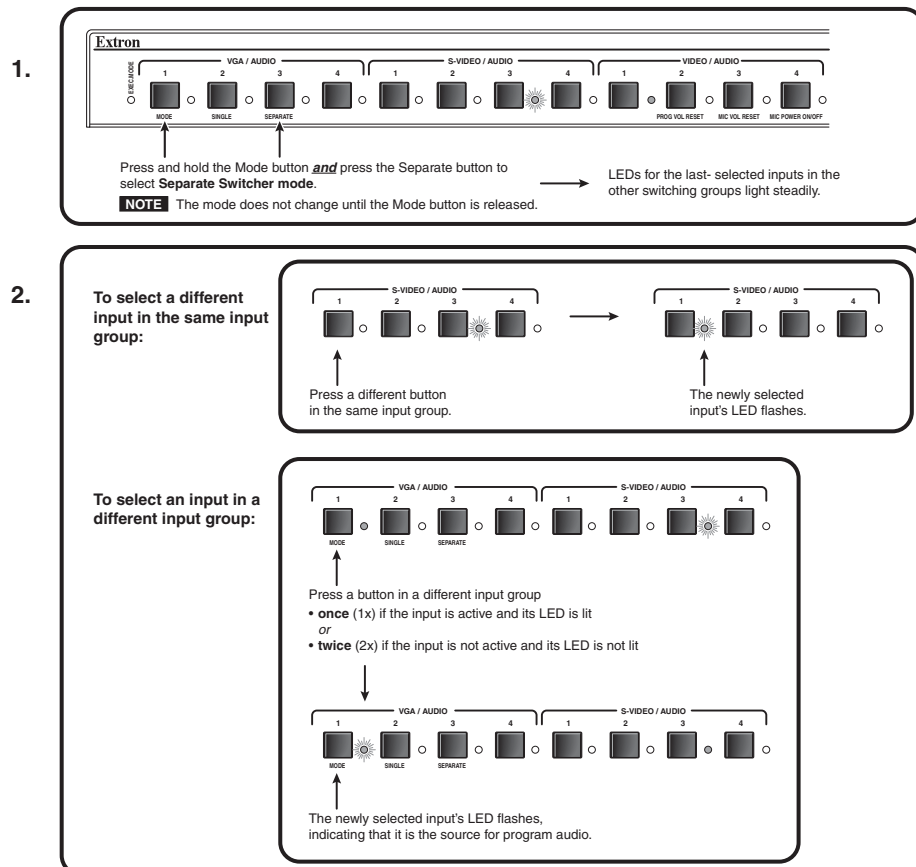 1.
Extron
VGA / AUDIO S-VIDEO / AUDIO VIDEO / AUDIO
EXEC.MODE
1 2 3 4 1 2 3 4 1 2 3 4
MODE SINGLE SEPARATE PROG VOL RESET MIC VOL RESET MIC POWER ON/OFF
Press and hold the Mode button and press the Separate button to
select Separate Switcher mode.
NOTE The mode does not change until the Mode button is released.
LEDs for the last- selected inputs in the
other switching groups light steadily.
2.
To select a different
input in the same input
group:
S-VIDEO / AUDIO
1 2 3 4
Press a different button
in the same input group.
S-VIDEO / AUDIO
1 2 3 4
The newly selected
input's LED flashes.
To select an input in a
different input group:
VGA / AUDIO S-VIDEO / AUDIO
1 2 3 4 1 2 3 4
MODE SINGLE SEPARATE
Press a button in a different input group
• once (1x) if the input is active and its LED is lit
or
• twice (2x) if the input is not active and its LED is not lit
VGA / AUDIO S-VIDEO / AUDIO
1 2 3 4 1 2 3 4
MODE SINGLE SEPARATE
The newly selected input's LED flashes,
indicating that it is the source for program audio.